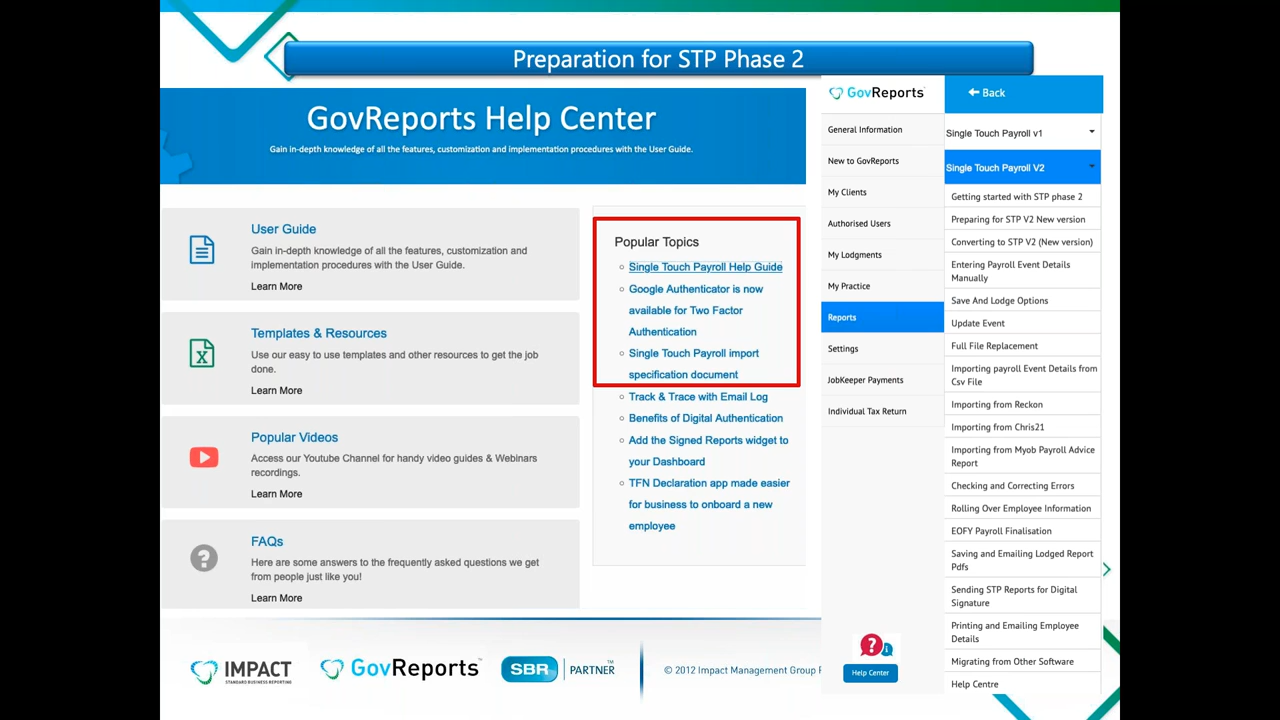 Preparation for STP Phase 2
GovReports Help Center
Gain in-depth knowledge of all the features, customization and implementation procedures with the User Guide.
User Guide
Gain in-depth knowledge of all the features, customization and
implementation procedures with the User Guide.
Learn More
Templates & Resources
Use our easy to use templates and other resources to get the job
done.
Learn More
Popular Videos
Access our Youtube Channel for handy video guides & Webinars
recordings.
Learn More
FAQs
Here are some answers to the frequently asked questions we get
from people just like you!
Learn More
Popular Topics
Single Touch Payroll Help Guide
Google Authenticator is now
available for Two Factor
Authentication
Single Touch Payroll import
specification document
Track & Trace with Email Log
Benefits of Digital Authentication
Add the Signed Reports widget to
your Dashboard
TFN Declaration app made easier
for business to onboard a new
employee
GovReports
General Information
New to GovReports
My Clients
Authorised Users
My Lodgments
My Practice
Reports
Settings
JobKeeper Payments
Individual Tax Return
Help Center
Back
Single Touch Payroll v1
Single Touch Payroll V2
Getting started with STP phase 2
Preparing for STP V2 New version
Converting to STP V2 (New version)
Entering Payroll Event Details
Manually
Save And Lodge Options
Update Event
Full File Replacement
Importing payroll Event Details from
Csv File
Importing from Reckon
Importing from Chris21
Importing from Myob Payroll Advice
Report
Checking and Correcting Errors
Rolling Over Employee Information
EOFY Payroll Finalisation
Saving and Emailing Lodged Report
Pdfs
Sending STP Reports for Digital
Signature
Printing and Emailing Employee
Details
Migrating from Other Software
Help Centre
IMPACT
STANDARD BUSINESS REPORTING
GovReports™
SBR PARTNER™
© 2012 Impact Management Group